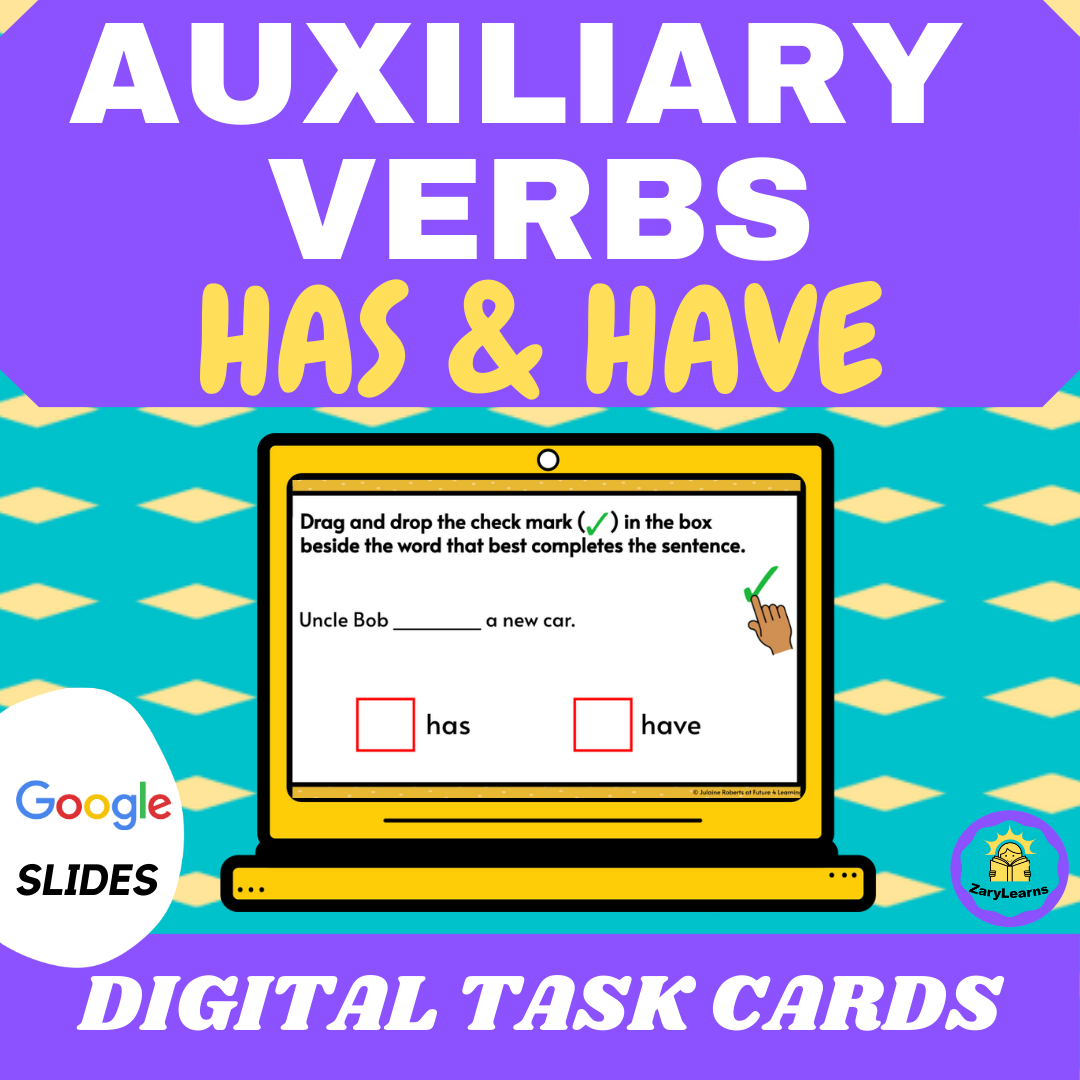 AUXILIARY
VERBS
HAS & HAVE
Drag and drop the check mark (✓) in the box
beside the word that best completes the sentence.
Uncle Bob _________ a new car.
has
have
© Julaine Roberts at Future 4 Learning
Google
SLIDES
ZaryLearns
DIGITAL TASK CARDS